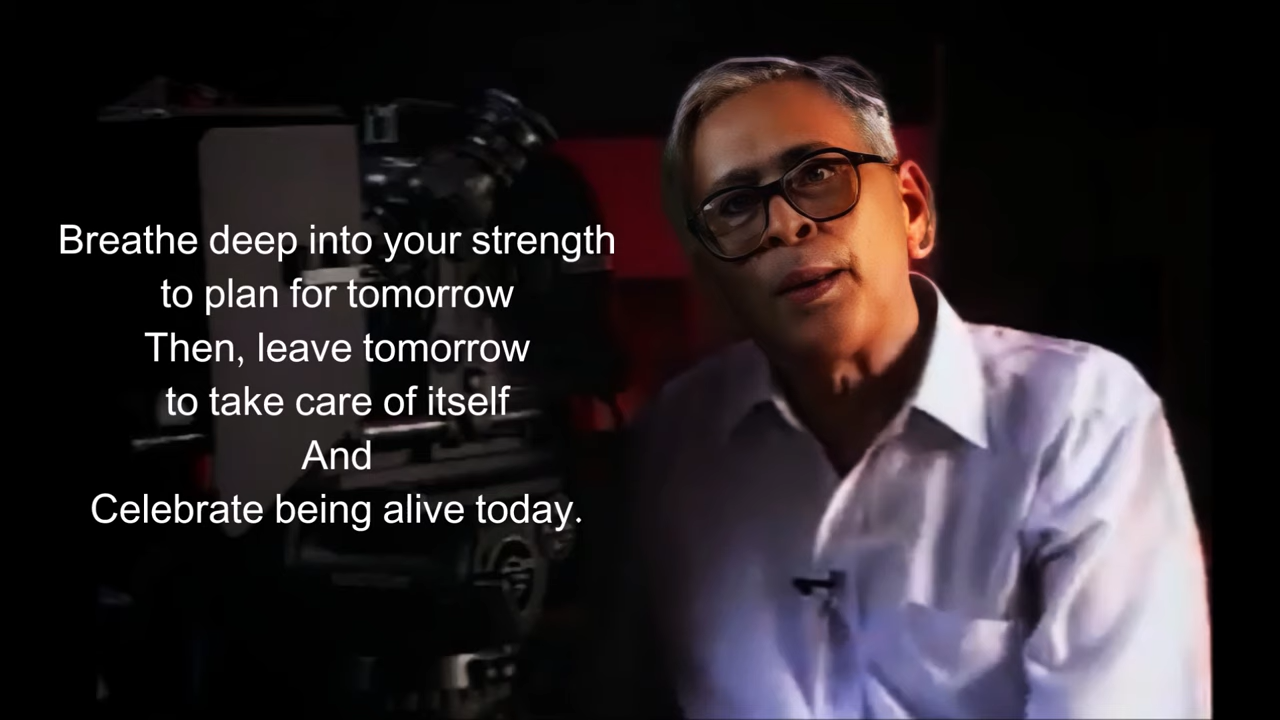 Breathe deep into your strength
to plan for tomorrow
Then, leave tomorrow
to take care of itself
And
Celebrate being alive today.